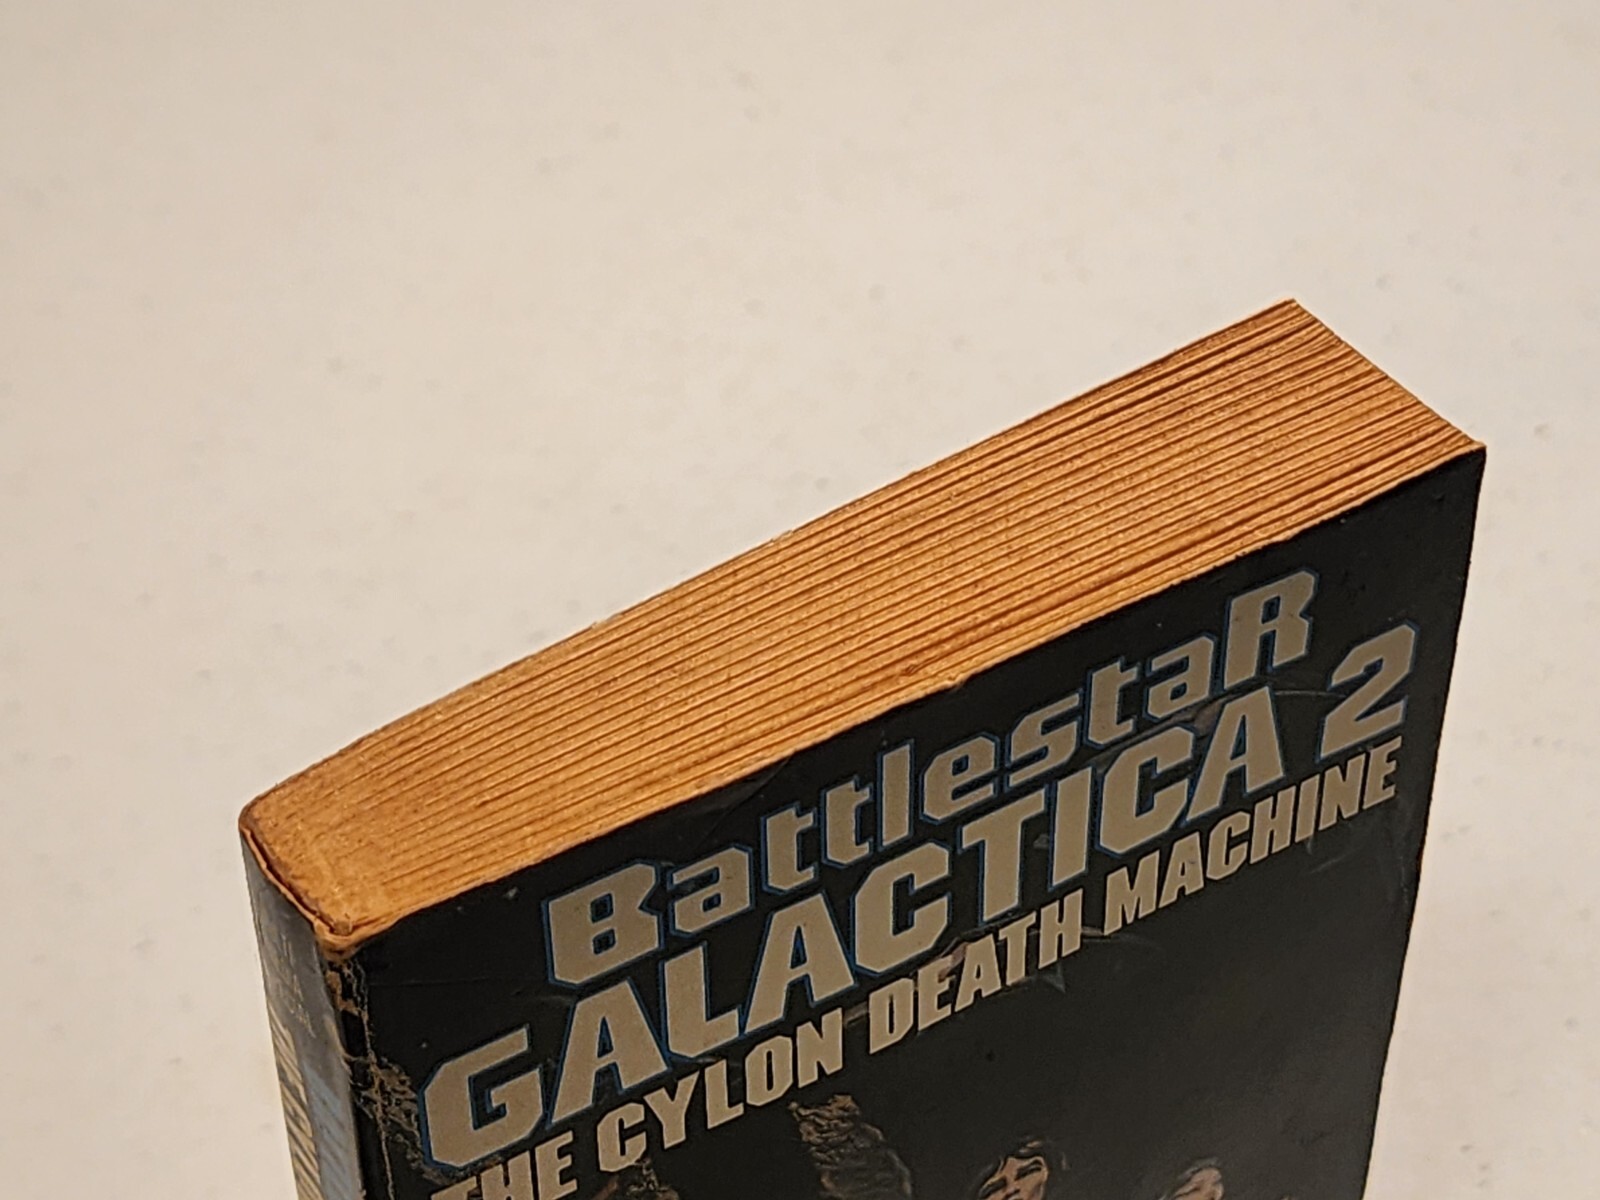 BattlestaR
GALACTICA 2
THE CYLON DEATH MACHINE